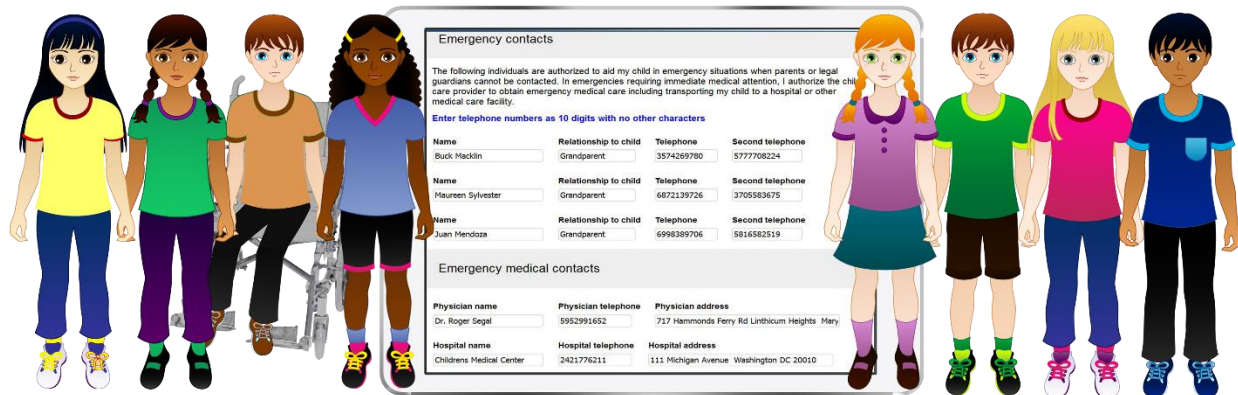 Emergency contacts
The following individuals are authorized to aid my child in emergency situations when parents or legal
guardians cannot be contacted. In emergencies requiring immediate medical attention, I authorize the
care provider to obtain emergency medical care including transporting my child to a hospital or other
medical care facility.
Enter telephone numbers as 10 digits with no other characters
Name Relationship to child Telephone Second telephone
Buck Macklin Grandparent 3574269780 5777708224
Name Relationship to child Telephone Second telephone
Maureen Sylvester Grandparent 6872139726 3705583675
Name Relationship to child Telephone Second telephone
Juan Mendoza Grandparent 6998389706 5816582519
Emergency medical contacts
Physician name Physician telephone Physician address
Dr. Roger Segal 5952991652 717 Hammonds Ferry Rd Linthicum Heights Mary
Hospital name Hospital telephone Hospital address
Childrens Medical Center 2421776211 111 Michigan Avenue Washington DC 20010